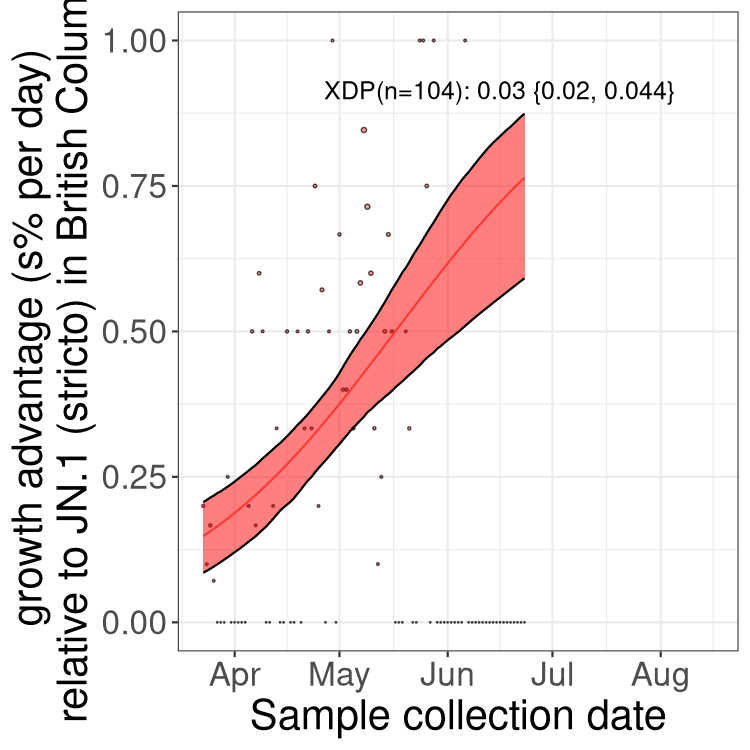 growth advantage (s% per day)
relative to JN.1 (stricto) in British Colum
1.00
0.75
0.50
0.25
0.00
XDP(n=104): 0.03 {0.02, 0.044}
Apr May Jun Jul Aug
Sample collection date